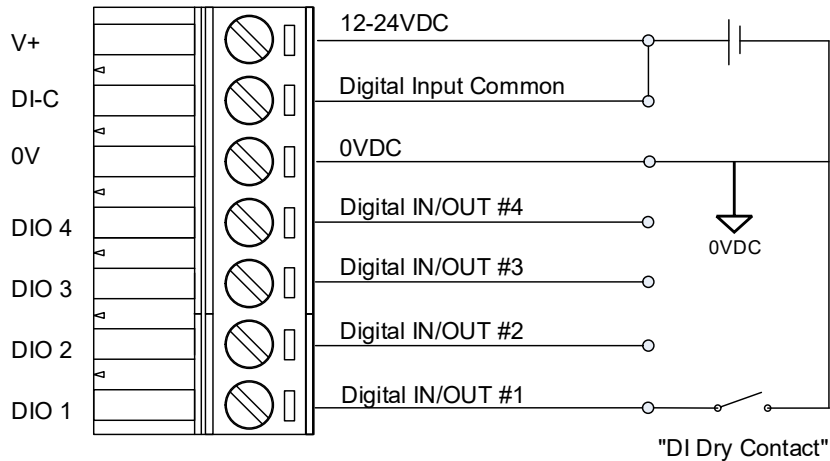 V+ 12-24VDC
DI-C Digital Input Common
0V 0VDC
DIO 4 Digital IN/OUT #4
0VDC
DIO 3 Digital IN/OUT #3
DIO 2 Digital IN/OUT #2
DIO 1 Digital IN/OUT #1
"DI Dry Contact"